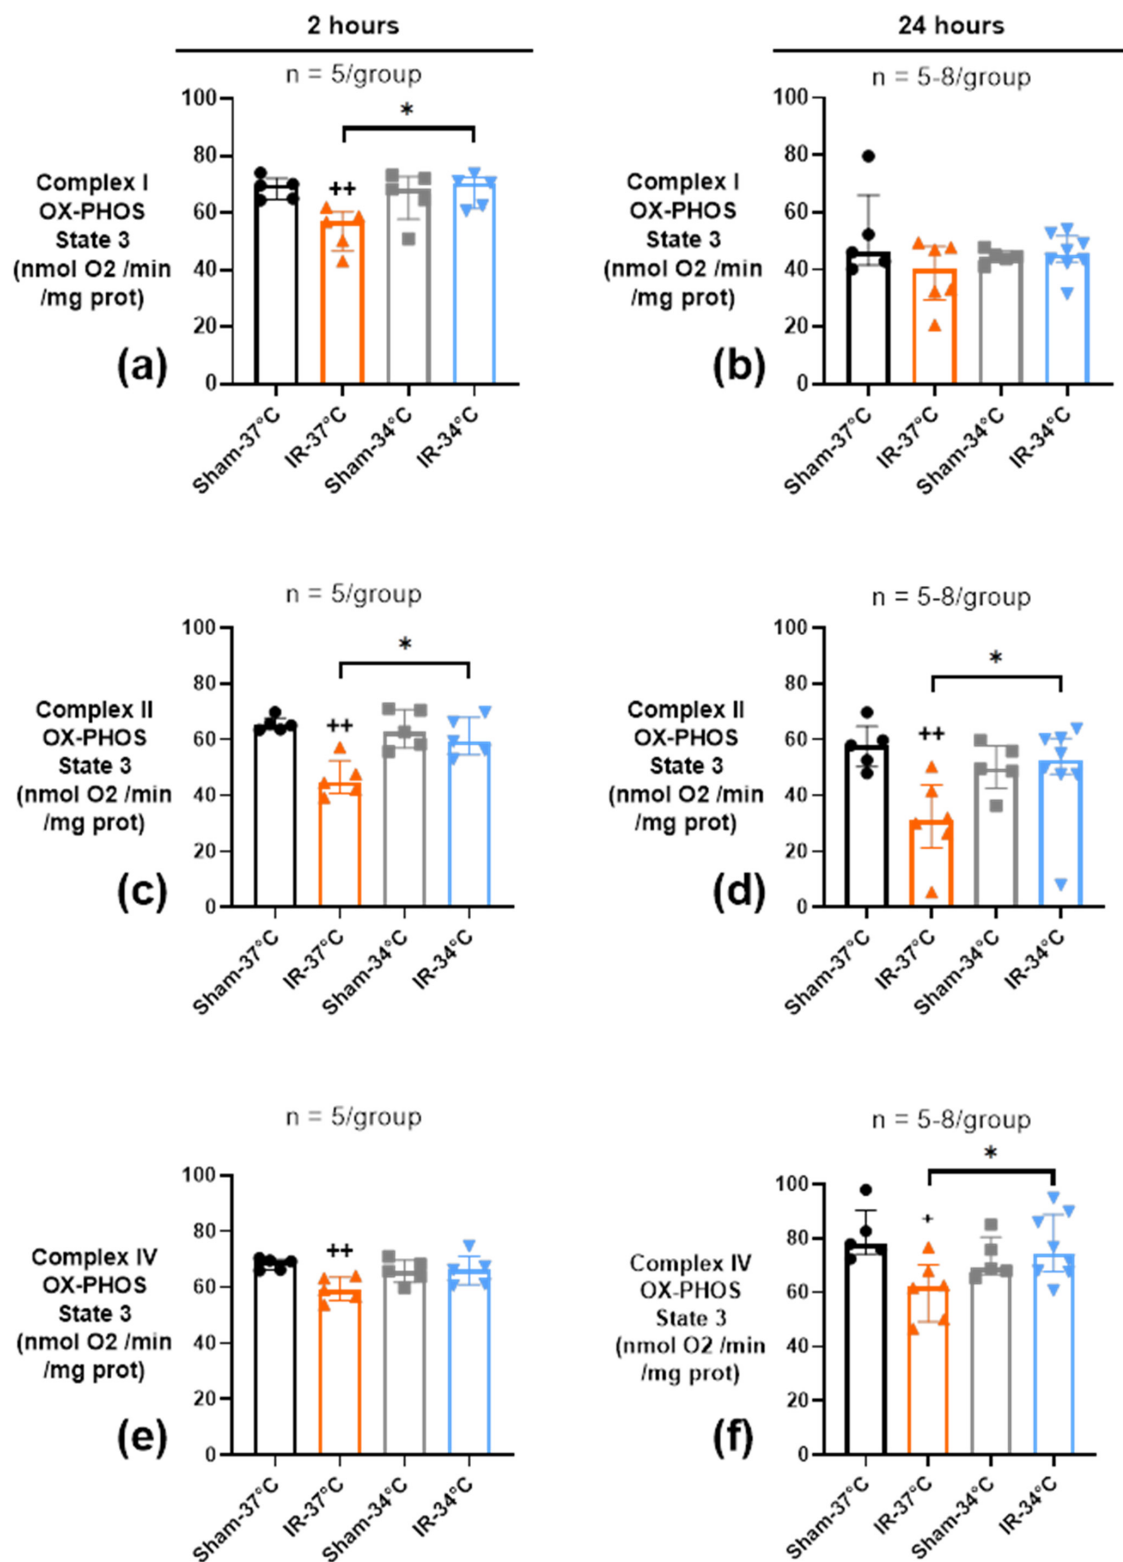 2 hours
24 hours
n = 5/group
n = 5-8/group
100
80
60
40
20
0
Complex I
OX-PHOS
State 3
(nmol O2 /min
/mg prot)
(a)
*
++
Sham-37°C
IR-37°C
Sham-34°C
IR-34°C
100
80
60
40
20
0
Complex I
OX-PHOS
State 3
(nmol O2 /min
/mg prot)
(b)
Sham-37°C
IR-37°C
Sham-34°C
IR-34°C
n = 5/group
n = 5-8/group
100
80
60
40
20
0
Complex II
OX-PHOS
State 3
(nmol O2 /min
/mg prot)
(c)
*
++
Sham-37°C
IR-37°C
Sham-34°C
IR-34°C
100
80
60
40
20
0
Complex II
OX-PHOS
State 3
(nmol O2 /min
/mg prot)
(d)
*
++
Sham-37°C
IR-37°C
Sham-34°C
IR-34°C
n = 5/group
n = 5-8/group
100
80
60
40
20
0
Complex IV
OX-PHOS
State 3
(nmol O2 /min
/mg prot)
(e)
++
Sham-37°C
IR-37°C
Sham-34°C
IR-34°C
100
80
60
40
20
0
Complex IV
OX-PHOS
State 3
(nmol O2 /min
/mg prot)
(f)
*
+
Sham-37°C
IR-37°C
Sham-34°C
IR-34°C